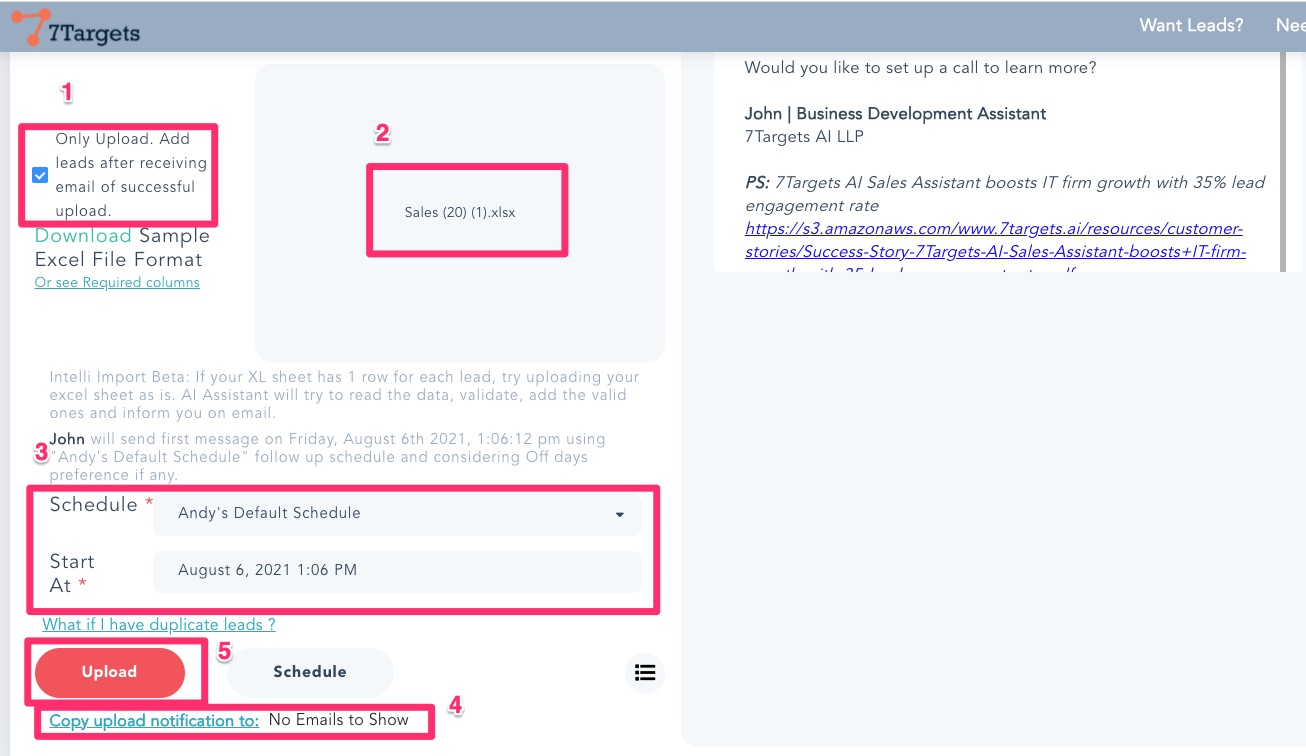 7Targets
Want Leads?
1
Only Upload. Add
leads after receiving
email of successful
upload.
Download Sample
Excel File Format
Or see Required columns
2
Sales (20) (1).xlsx
Intelli Import Beta: If your XL sheet has 1 row for each lead, try uploading your
excel sheet as is. AI Assistant will try to read the data, validate, add the valid
ones and inform you on email.
John will send first message on Friday, August 6th 2021, 1:06:12 pm using
"Andy's Default Schedule" follow up schedule and considering Off days
preference if any.
3
Schedule *
Andy's Default Schedule
Start
At *
August 6, 2021 1:06 PM
What if I have duplicate leads ?
Upload
5
Schedule
Copy upload notification to: No Emails to Show
4
Would you like to set up a call to learn more?
John | Business Development Assistant
7Targets AI LLP
PS: 7Targets AI Sales Assistant boosts IT firm growth with 35% lead
engagement rate
https://s3.amazonaws.com/www.7targets.ai/resources/customer-
stories/Success-Story-7Targets-AI-Sales-Assistant-boosts+IT-firm-